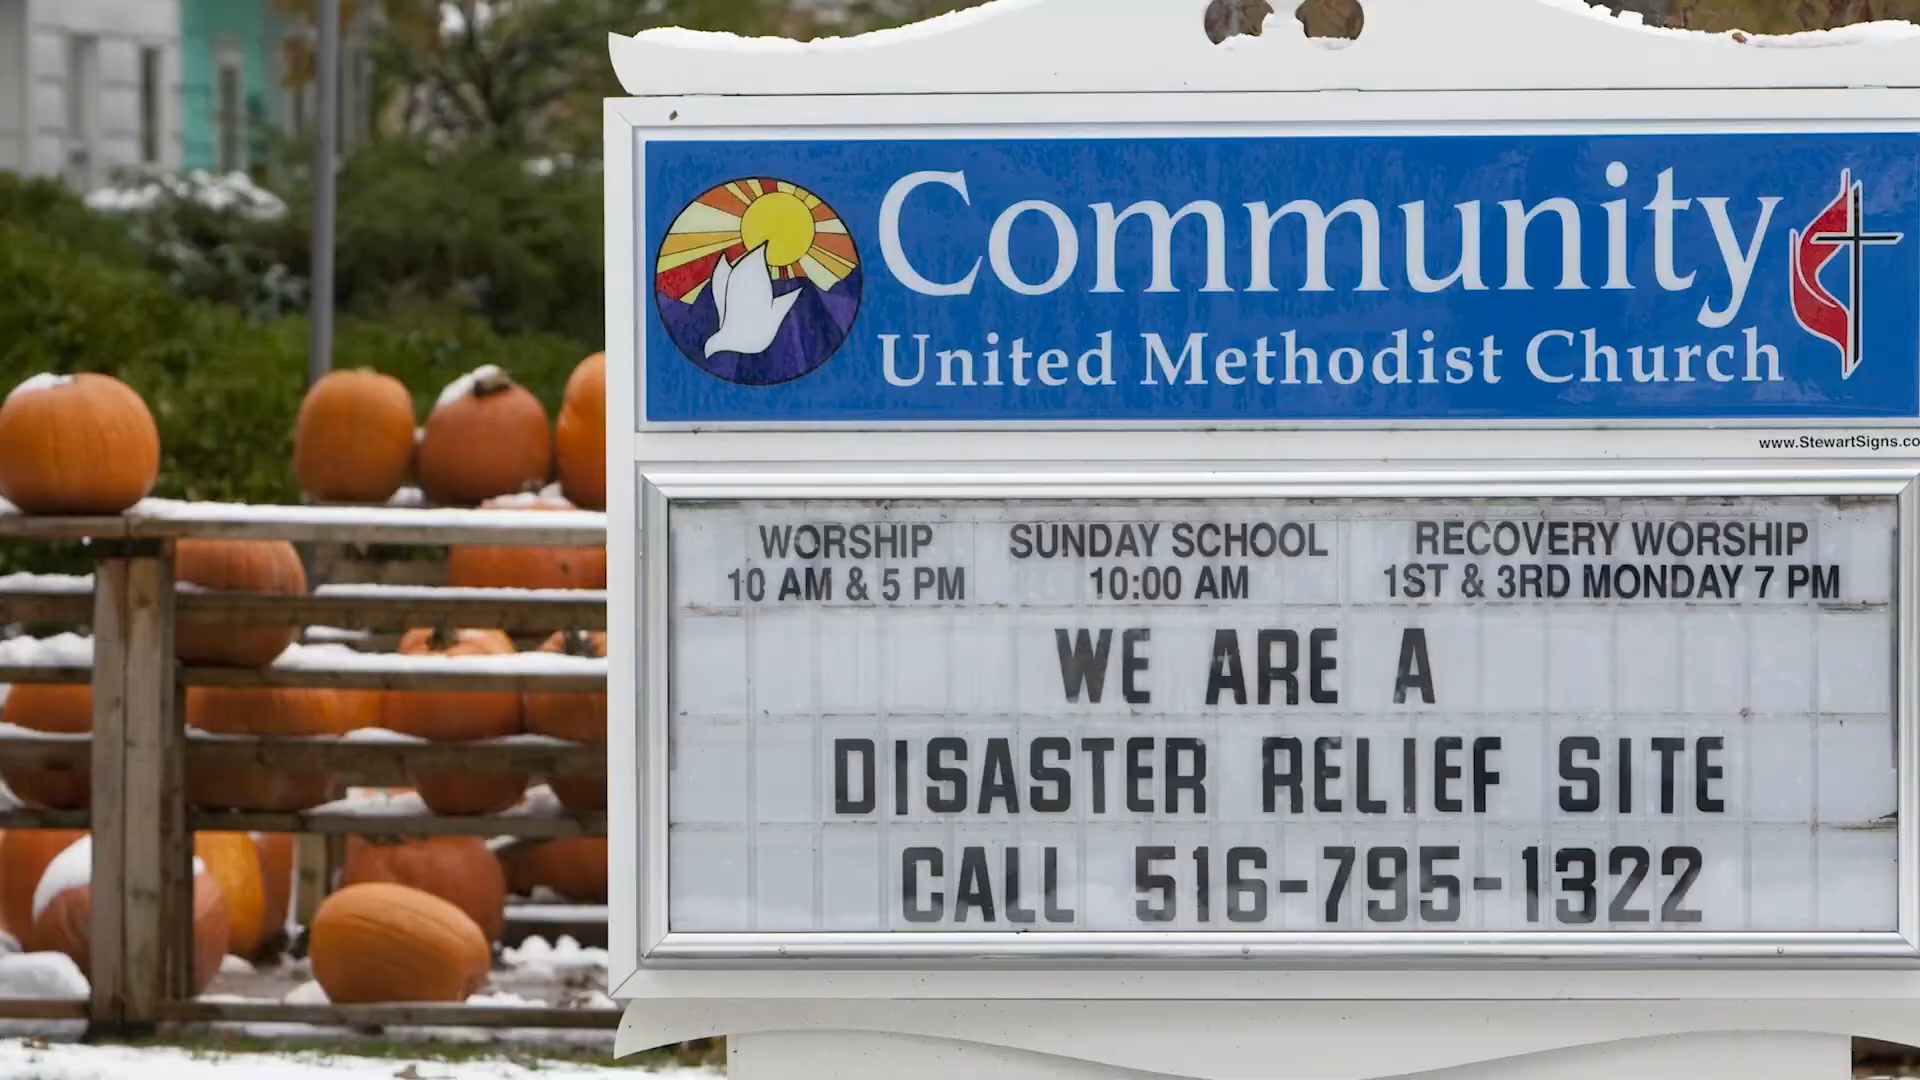 Community
United Methodist Church
www.StewartSigns.co
WORSHIP SUNDAY SCHOOL RECOVERY WORSHIP
10 AM & 5 PM 10:00 AM 1ST & 3RD MONDAY 7 PM
WE ARE A
DISASTER RELIEF SITE
CALL 516-795-1322